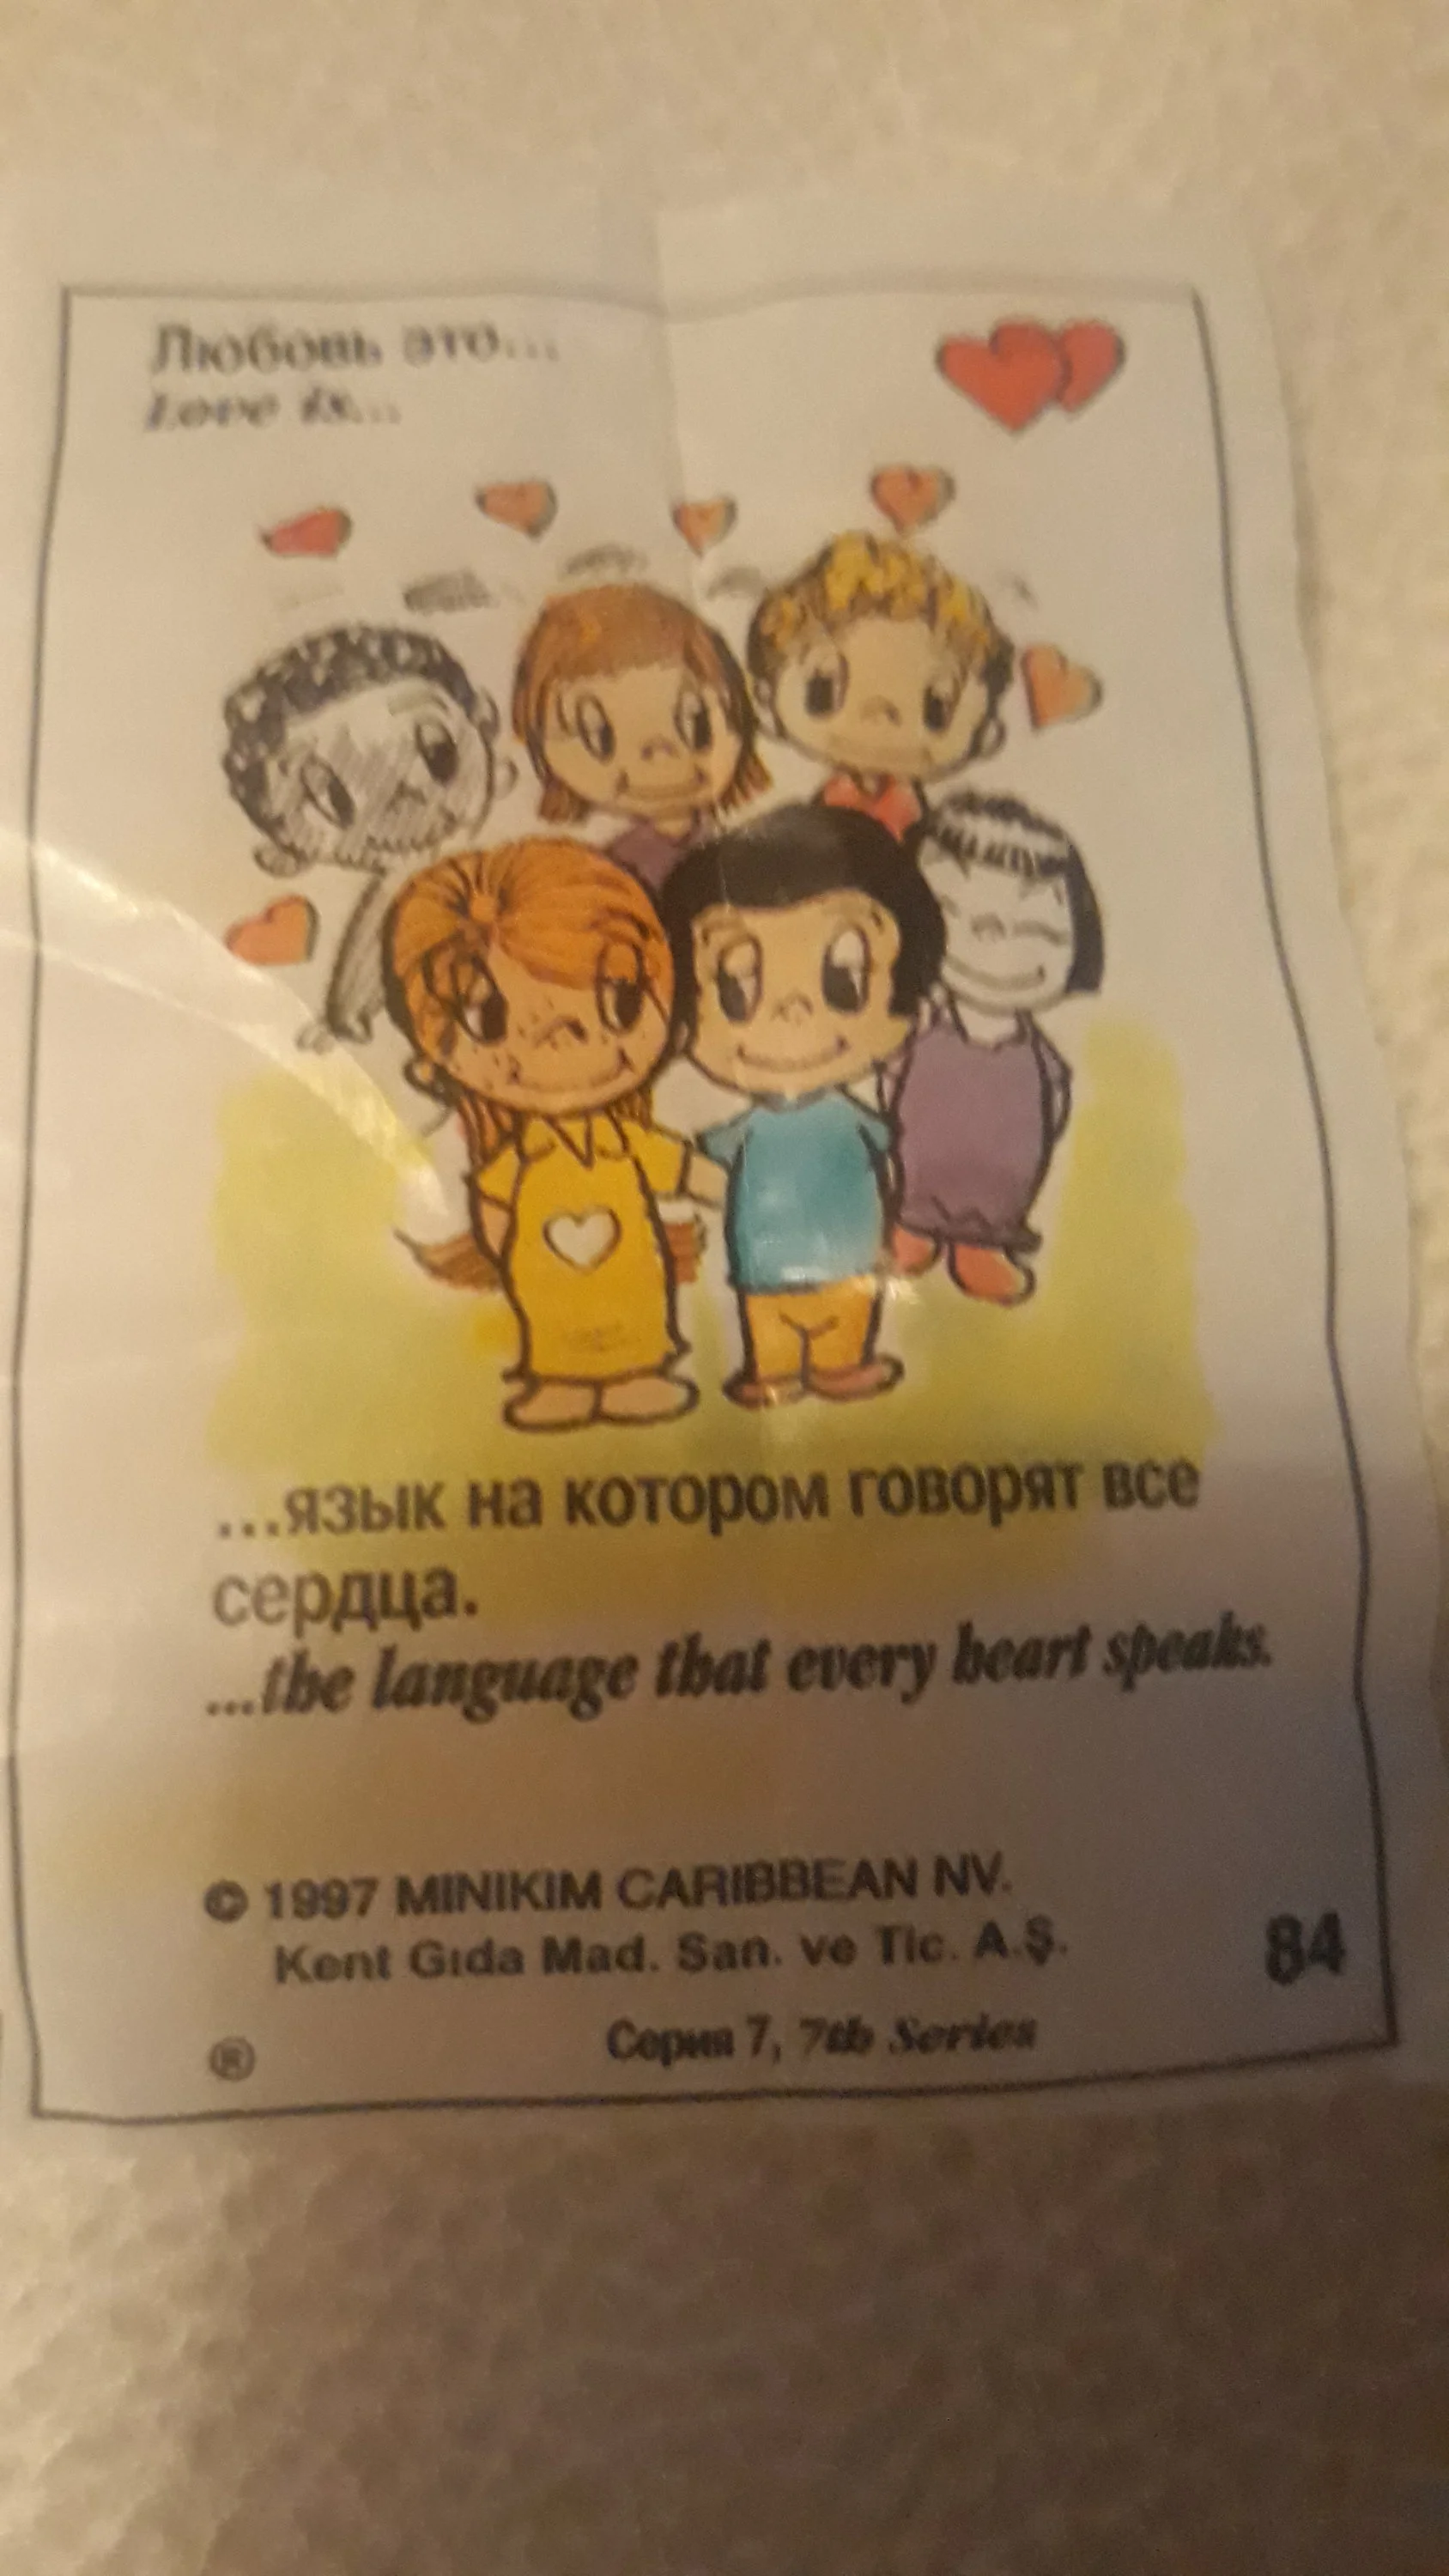 Любовь это...
Love is...
...язык на котором говорят все
сердца.
...the language that every heart speaks.
© 1997 MINIKIM CARIBBEAN NV.
Kent Gıda Mad. San. ve Tic. A.Ş.
84
® Серия 7, 7th Series